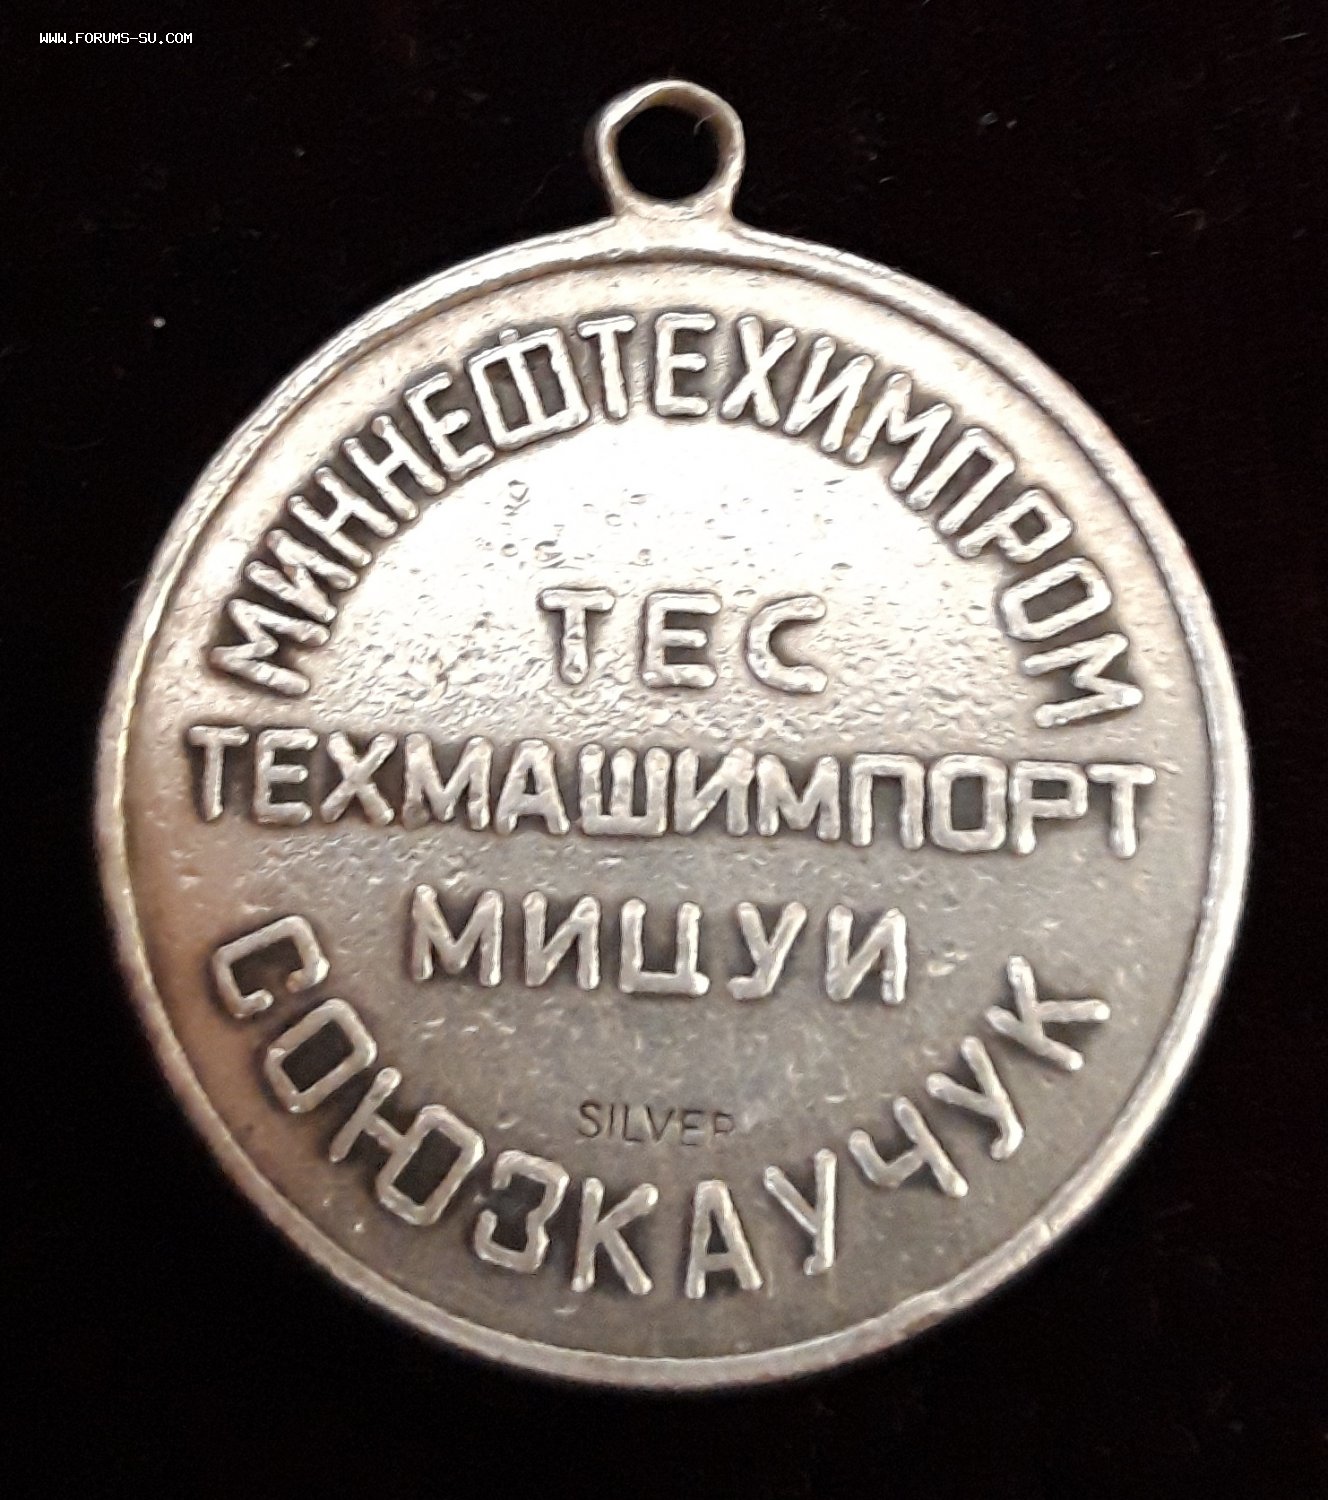 WWW.FORUMS-SU.COM
МИННЕФТЕХИМПРОМ
ТЕС
ТЕХМАШИМПОРТ
МИЦУИ
SILVER
СОЮЗКАУЧУК